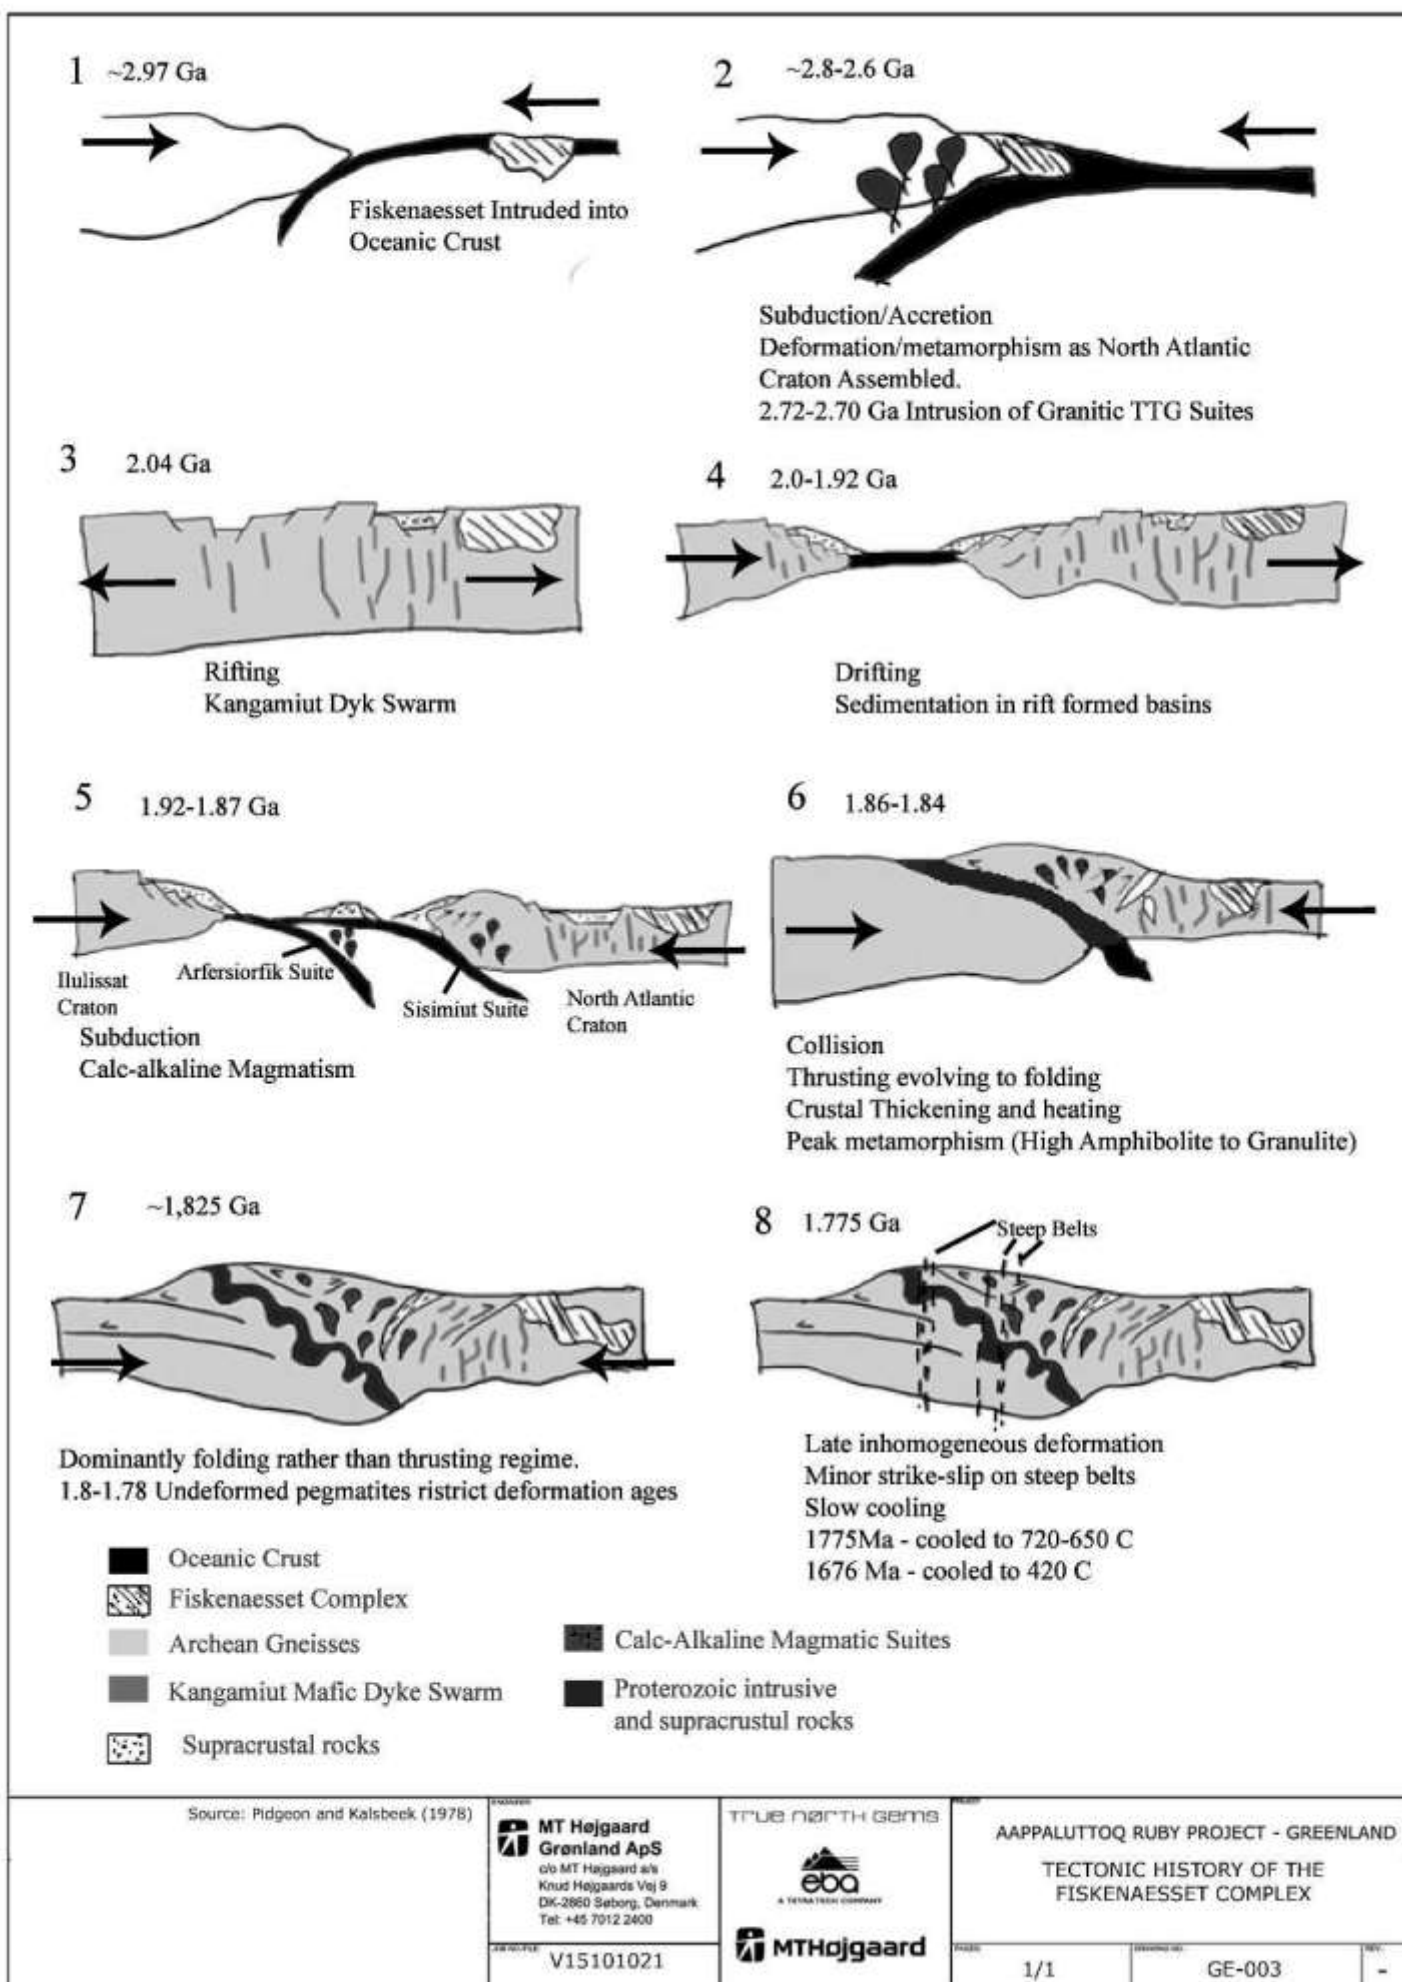 1 ~2.97 Ga
Fiskenaesset Intruded into
Oceanic Crust
2 ~2.8-2.6 Ga
Subduction/Accretion
Deformation/metamorphism as North Atlantic
Craton Assembled.
2.72-2.70 Ga Intrusion of Granitic TTG Suites
3 2.04 Ga
Rifting
Kangamiut Dyk Swarm
4 2.0-1.92 Ga
Drifting
Sedimentation in rift formed basins
5 1.92-1.87 Ga
Ilulissat
Craton
Arfersiorfik Suite
Sisimiut Suite
North Atlantic
Craton
Subduction
Calc-alkaline Magmatism
6 1.86-1.84
Collision
Thrusting evolving to folding
Crustal Thickening and heating
Peak metamorphism (High Amphibolite to Granulite)
7 ~1,825 Ga
Dominantly folding rather than thrusting regime.
1.8-1.78 Undeformed pegmatites ristrict deformation ages
8 1.775 Ga
Steep Belts
Late inhomogeneous deformation
Minor strike-slip on steep belts
Slow cooling
1775Ma - cooled to 720-650 C
1676 Ma - cooled to 420 C
Oceanic Crust
Fiskenaesset Complex
Archean Gneisses
Kangamiut Mafic Dyke Swarm
Supracrustal rocks
Calc-Alkaline Magmatic Suites
Proterozoic intrusive
and supracrustul rocks
Source: Pidgeon and Kalsbeek (1978)
MT Højgaard
Grønland ApS
c/o MT Højgaard a/s
Knud Højgaards Vej 9
DK-2860 Søborg, Denmark
Tel: +45 7012 2400
V15101021
TrUe nørTH Gems
eba
A TETRA TECH COMPANY
MTHøjgaard
AAPPALUTTOQ RUBY PROJECT - GREENLAND
TECTONIC HISTORY OF THE
FISKENAESSET COMPLEX
1/1
GE-003
-